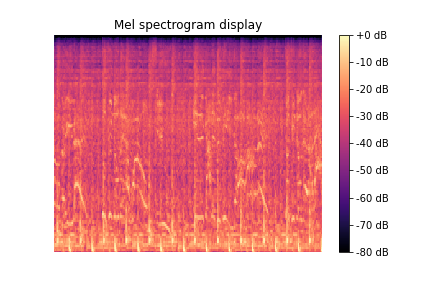 Mel spectrogram display
+0 dB
-10 dB
-20 dB
-30 dB
-40 dB
-50 dB
-60 dB
-70 dB
-80 dB